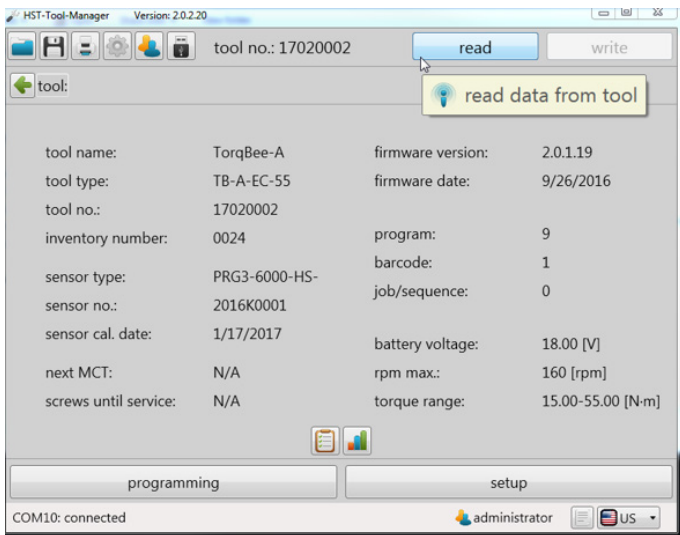 HST-Tool-Manager Version: 2.0.2.20
tool no.: 17020002 read write
tool:
read data from tool
tool name: TorqBee-A firmware version: 2.0.1.19
tool type: TB-A-EC-55 firmware date: 9/26/2016
tool no.: 17020002
inventory number: 0024 program: 9
barcode: 1
sensor type: PRG3-6000-HS-
job/sequence: 0
sensor no.: 2016K0001
sensor cal. date: 1/17/2017
battery voltage: 18.00 [V]
next MCT: N/A rpm max.: 160 [rpm]
screws until service: N/A torque range: 15.00-55.00 [N·m]
programming setup
COM10: connected administrator US